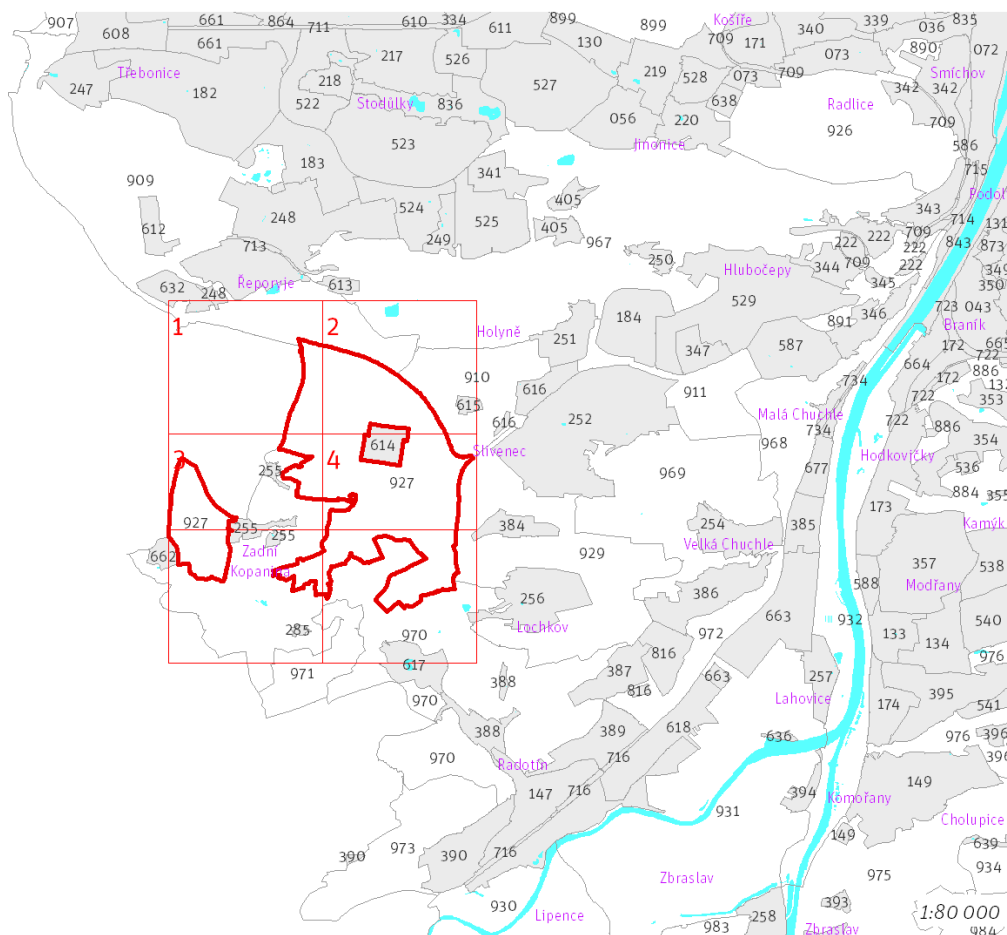 907 661 864 711 610 334 611 899 899 Košíře 340 339 036 835
608 661 217 526 130 709 171 073 890 072
Třebonice 218 219 528 073 709 Smíchov
247 182 522 Stodůlky 836 527 638 Radlice 342 342
056 220 926 709
523 Jinonice 586
183 341 715
909 405 Podol
612 248 524 525 405 343 714 131
713 249 967 222 222 709 222 843 873
Řeporyje 250 Hlubočepy 344 709 222 349
632 248 613 529 345 350
1 2 184 891 346 723 043
Holyně 251 347 587 Braník
172 665
664 722
910 616 911 734 172 886 132
615 722 353
616 252 Malá Chuchle 722
614 734 968 886 354
3 4 Slivenec Hodkovičky
255 927 969 677 536
884 355
927 384 254 385 173 Kamýk
255 255 Velká Chuchle
662 Zadní 929 357 538
Kopanina 588 Modřany
256 386
285 Lochkov 663 932 540
970 972 133 134
971 617 816 976
388 387 663 257
970 816 Lahovice 174 395 541
388 389 618 636 976 396
970 Radotín 716 396
147 716 394 149
931 Komořany
390 973 390 716 149 Cholupice
639
Zbraslav 975 934
930 Lipence 258 393 1:80 000
983 Zbraslav 984